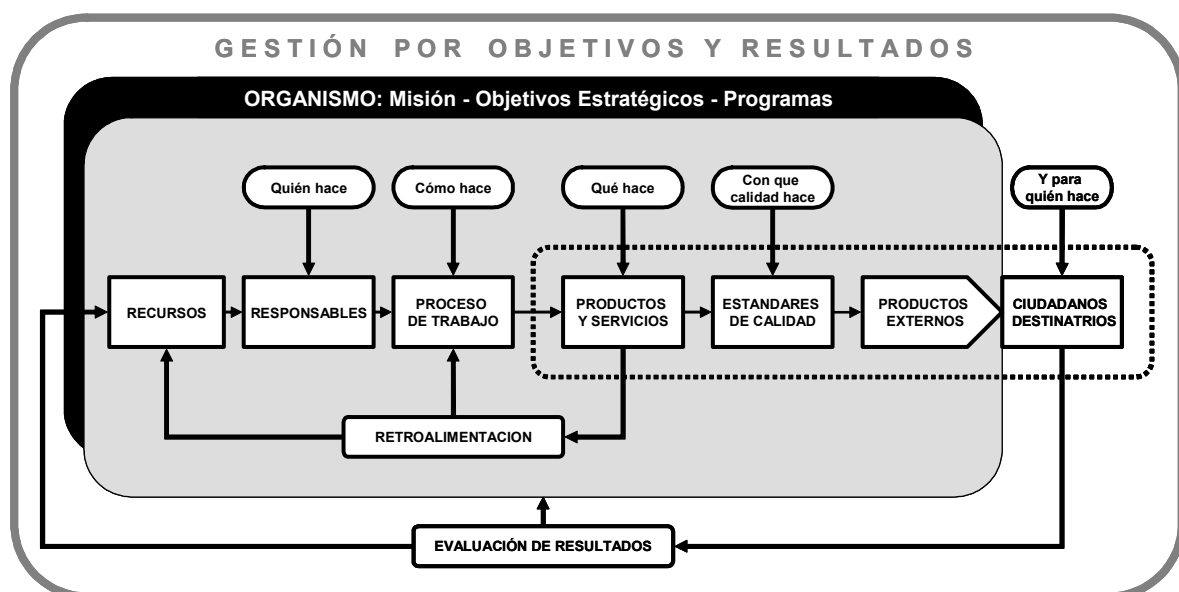 GESTIÓN POR OBJETIVOS Y RESULTADOS
ORGANISMO: Misión - Objetivos Estratégicos - Programas
Quién hace
Cómo hace
Qué hace
Con que
calidad hace
Y para
quién hace
RECURSOS
RESPONSABLES
PROCESO
DE TRABAJO
PRODUCTOS
Y SERVICIOS
ESTANDARES
DE CALIDAD
PRODUCTOS
EXTERNOS
CIUDADANOS
DESTINATRIOS
RETROALIMENTACION
EVALUACIÓN DE RESULTADOS